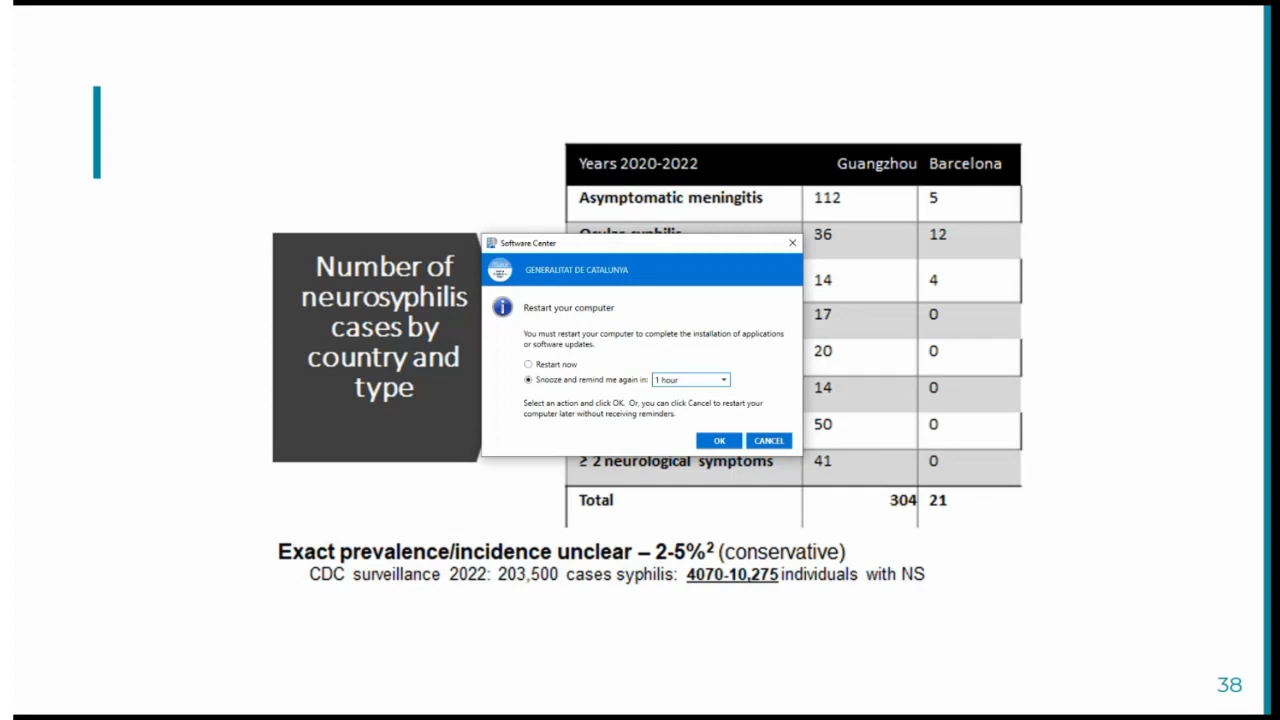 Years 2020-2022 Guangzhou Barcelona
Asymptomatic meningitis 112 5
36 12
14 4
17 0
20 0
14 0
50 0
≥ 2 neurological symptoms 41 0
Total 304 21
Number of
neurosyphilis
cases by
country and
type
Software Center
GENERALITAT DE CATALUNYA
Restart your computer
You must restart your computer to complete the installation of applications
or software updates.
Restart now
Snooze and remind me again in: 1 hour
Select an action and click OK. Or, you can click Cancel to restart your
computer later without receiving reminders.
OK CANCEL
Exact prevalence/incidence unclear – 2-5%² (conservative)
CDC surveillance 2022: 203,500 cases syphilis: 4070-10,275 individuals with NS
38